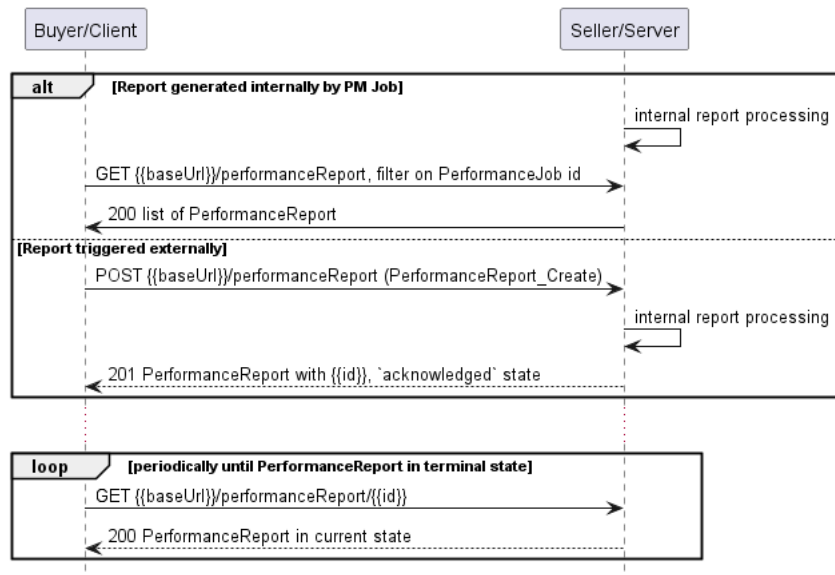 Buyer/Client
Seller/Server
alt
[Report generated internally by PM Job]
internal report processing
GET {{baseUrl}}/performanceReport, filter on PerformanceJob id
200 list of PerformanceReport
[Report triggered externally]
POST {{baseUrl}}/performanceReport (PerformanceReport_Create)
internal report processing
201 PerformanceReport with {{id}}, `acknowledged` state
loop
[periodically until PerformanceReport in terminal state]
GET {{baseUrl}}/performanceReport/{{id}}
200 PerformanceReport in current state